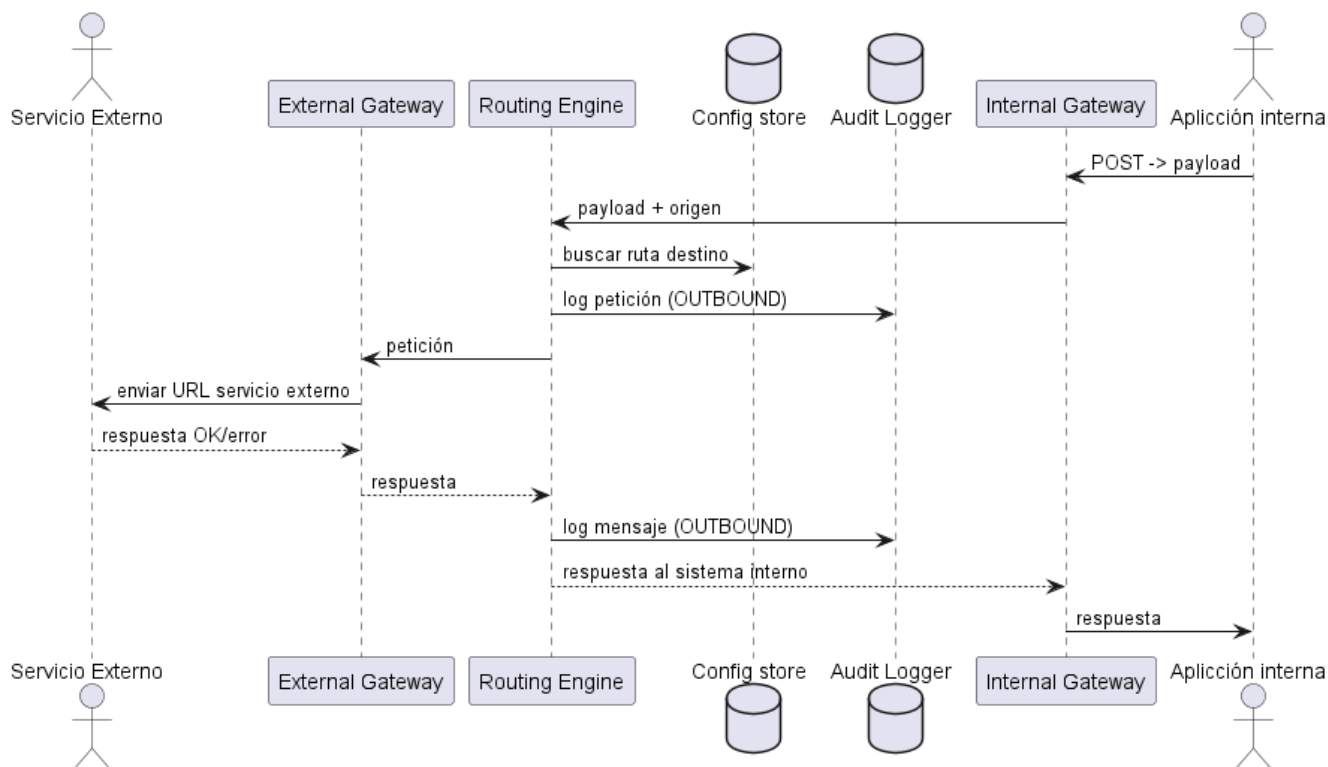 Servicio Externo
External Gateway
Routing Engine
Config store
Audit Logger
Internal Gateway
Aplicción interna
POST -> payload
payload + origen
buscar ruta destino
log petición (OUTBOUND)
petición
enviar URL servicio externo
respuesta OK/error
respuesta
log mensaje (OUTBOUND)
respuesta al sistema interno
respuesta
Servicio Externo
External Gateway
Routing Engine
Config store
Audit Logger
Internal Gateway
Aplicción interna